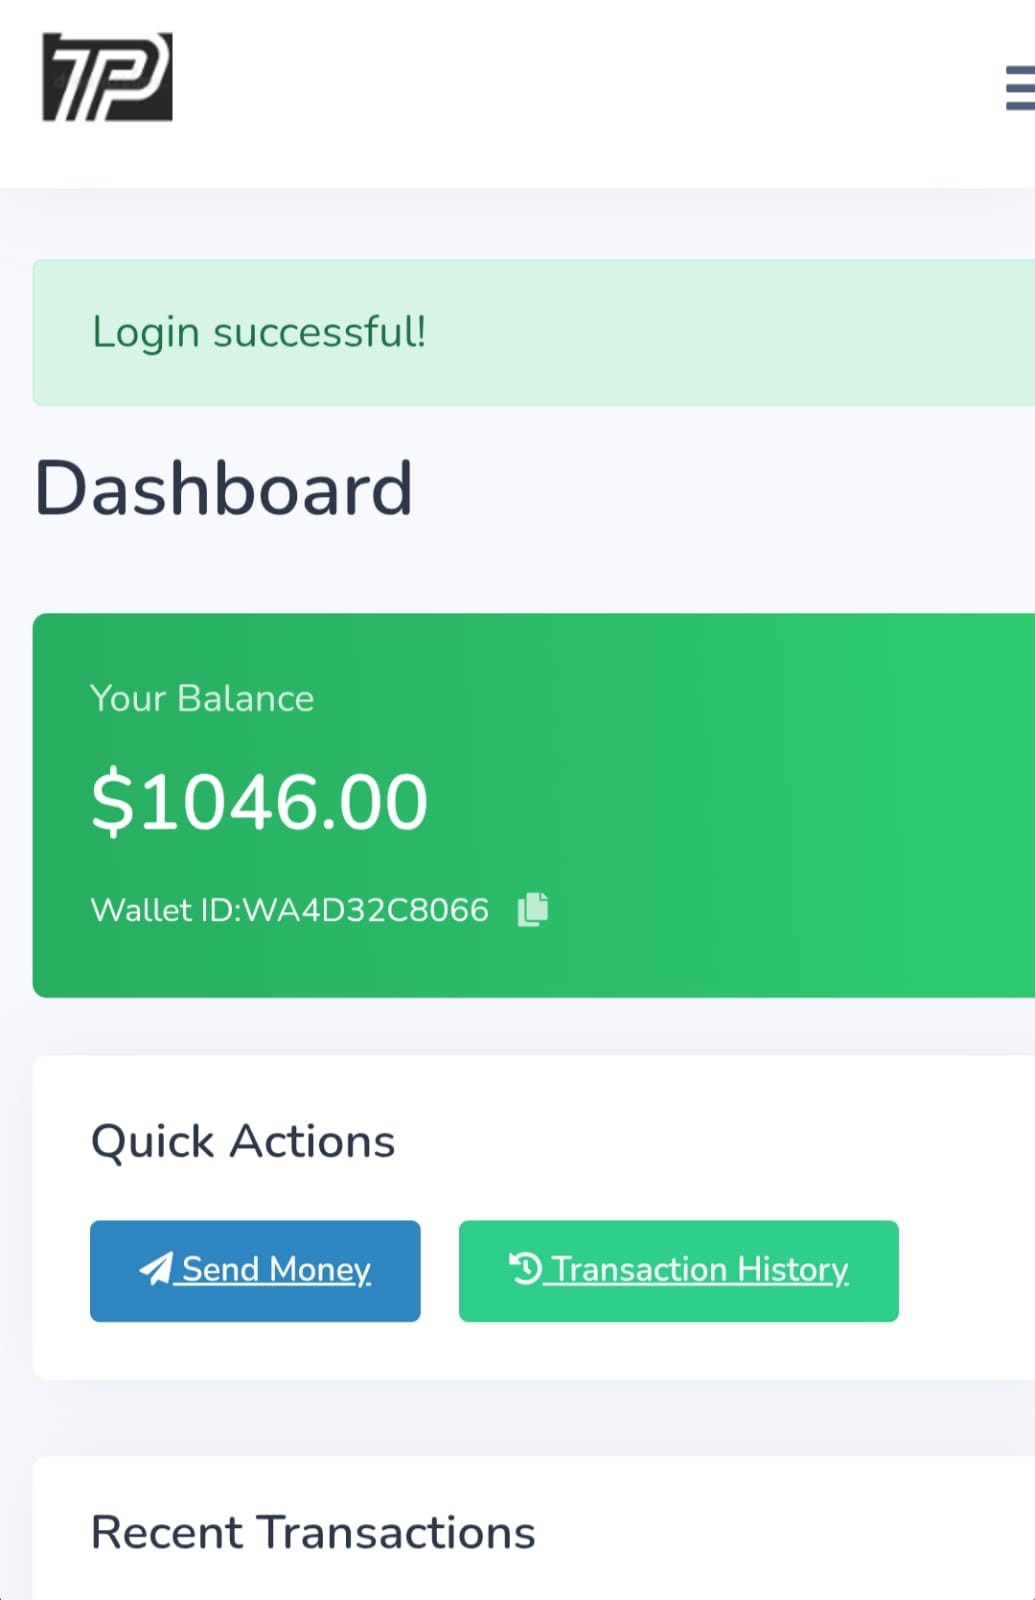 TP
Login successful!
Dashboard
Your Balance
$1046.00
Wallet ID:WA4D32C8066
Quick Actions
Send Money
Transaction History
Recent Transactions